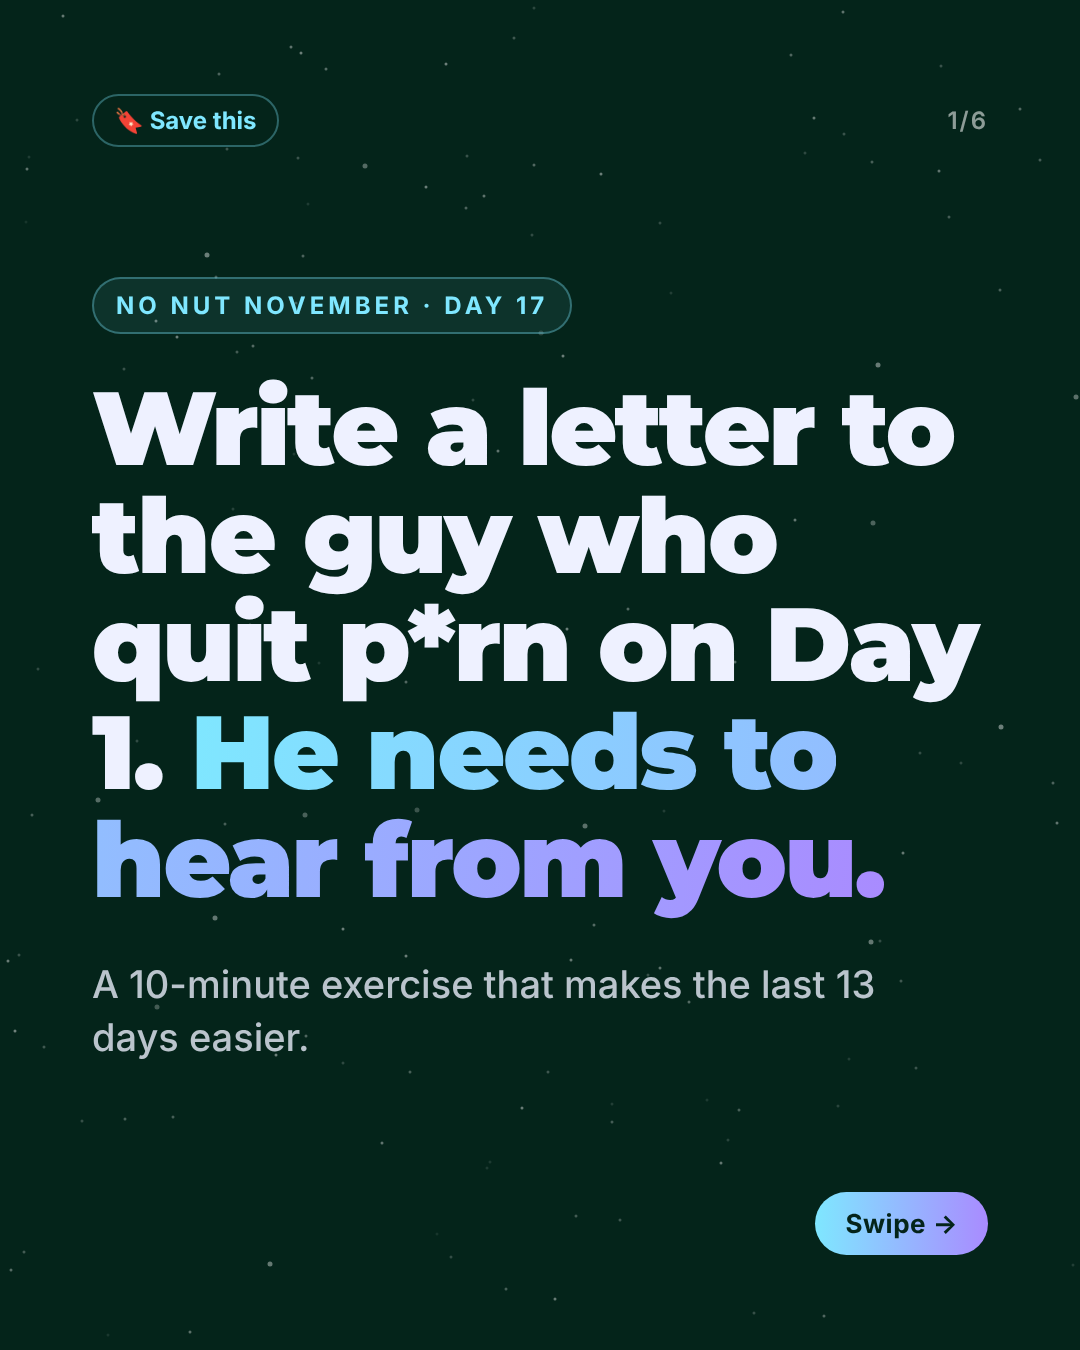 🔖 Save this
1/6
NO NUT NOVEMBER · DAY 17
Write a letter to
the guy who
quit p*rn on Day
1. He needs to
hear from you.
A 10-minute exercise that makes the last 13
days easier.
Swipe →